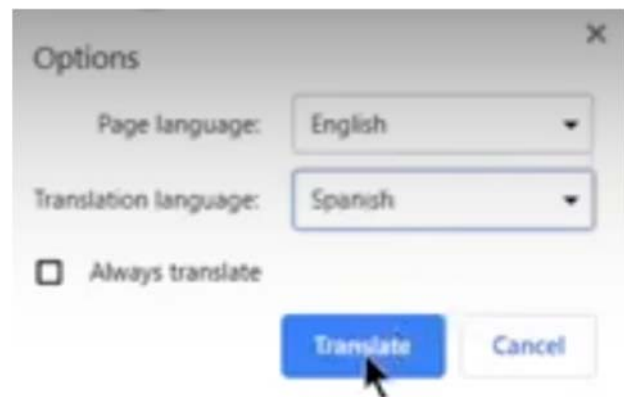 Options
Page language: English
Translation language: Spanish
Always translate
Translate Cancel